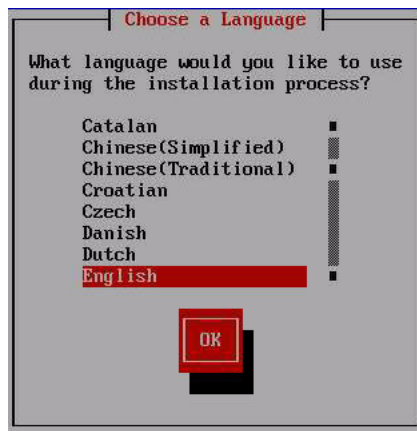 Choose a Language
What language would you like to use
during the installation process?
Catalan
Chinese(Simplified)
Chinese(Traditional)
Croatian
Czech
Danish
Dutch
English
OK